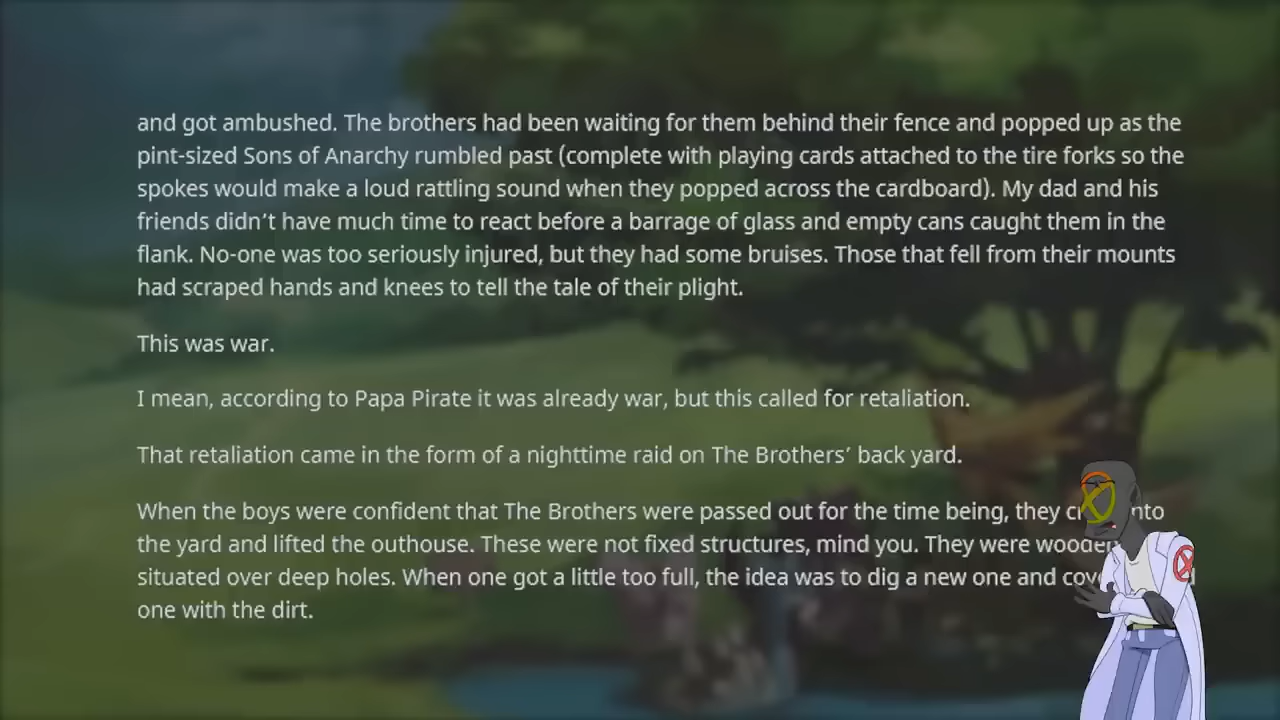 and got ambushed. The brothers had been waiting for them behind their fence and popped up as the
pint-sized Sons of Anarchy rumbled past (complete with playing cards attached to the tire forks so the
spokes would make a loud rattling sound when they popped across the cardboard). My dad and his
friends didn’t have much time to react before a barrage of glass and empty cans caught them in the
flank. No-one was too seriously injured, but they had some bruises. Those that fell from their mounts
had scraped hands and knees to tell the tale of their plight.
This was war.
I mean, according to Papa Pirate it was already war, but this called for retaliation.
That retaliation came in the form of a nighttime raid on The Brothers’ back yard.
When the boys were confident that The Brothers were passed out for the time being, they
the yard and lifted the outhouse. These were not fixed structures, mind you. They were
situated over deep holes. When one got a little too full, the idea was to dig a new one and
one with the dirt.